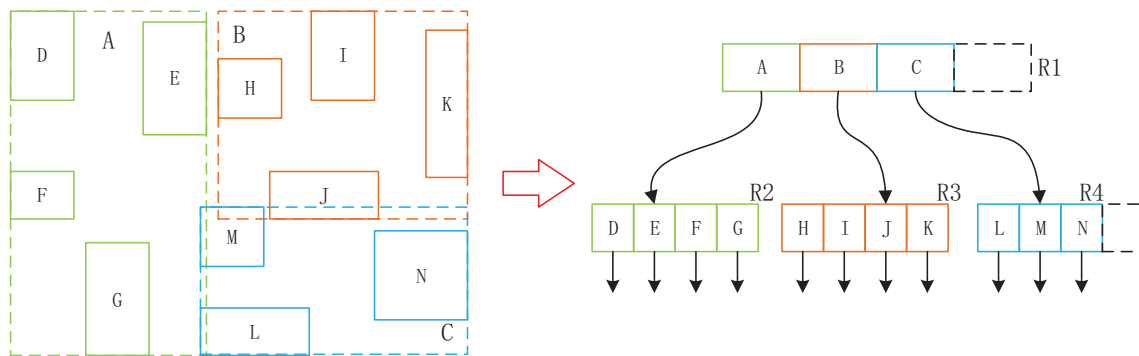 D
A
E
F
G
B
H
I
K
J
M
N
L
C
A B C R1
R2 R3 R4
D E F G H I J K L M N